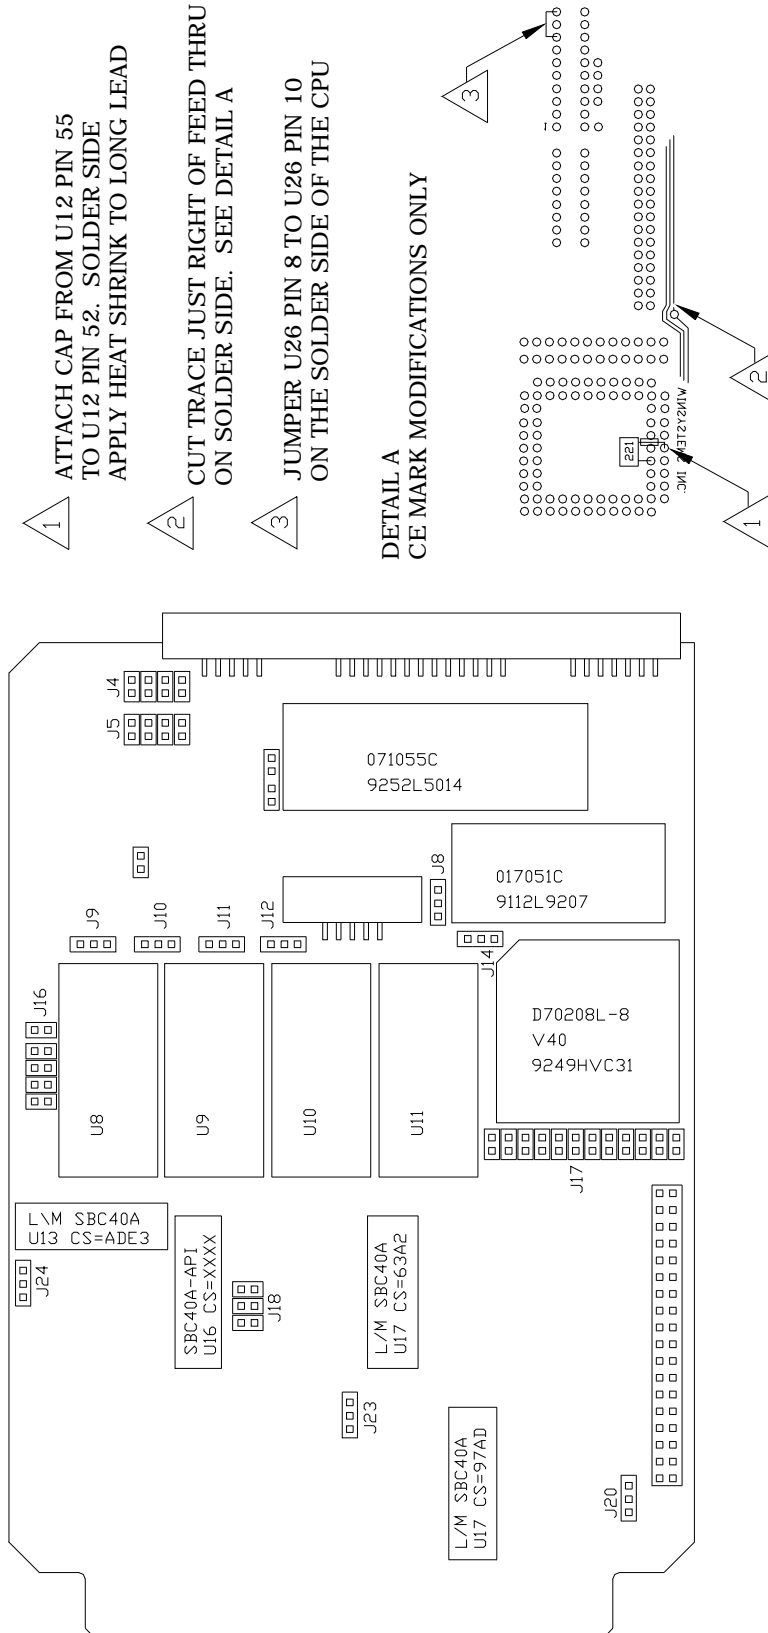 1
ATTACH CAP FROM U12 PIN 55
TO U12 PIN 52. SOLDER SIDE
APPLY HEAT SHRINK TO LONG LEAD
2
CUT TRACE JUST RIGHT OF FEED THRU
ON SOLDER SIDE. SEE DETAIL A
3
JUMPER U26 PIN 8 TO U26 PIN 10
ON THE SOLDER SIDE OF THE CPU
DETAIL A
CE MARK MODIFICATIONS ONLY
3
1
2
1
221
WINSYSTEMS INC.
J4
J5
071055C
9252L5014
J8
017051C
9112L9207
J9
J10
J11
J12
J14
J16
D70208L-8
V40
9249HVC31
U8
U9
U10
U11
J17
L\M SBC40A
U13 CS=ADE3
J24
SBC40A-API
U16 CS=XXXX
J18
L/M SBC40A
U17 CS=63A2
J23
L/M SBC40A
U17 CS=97AD
J20